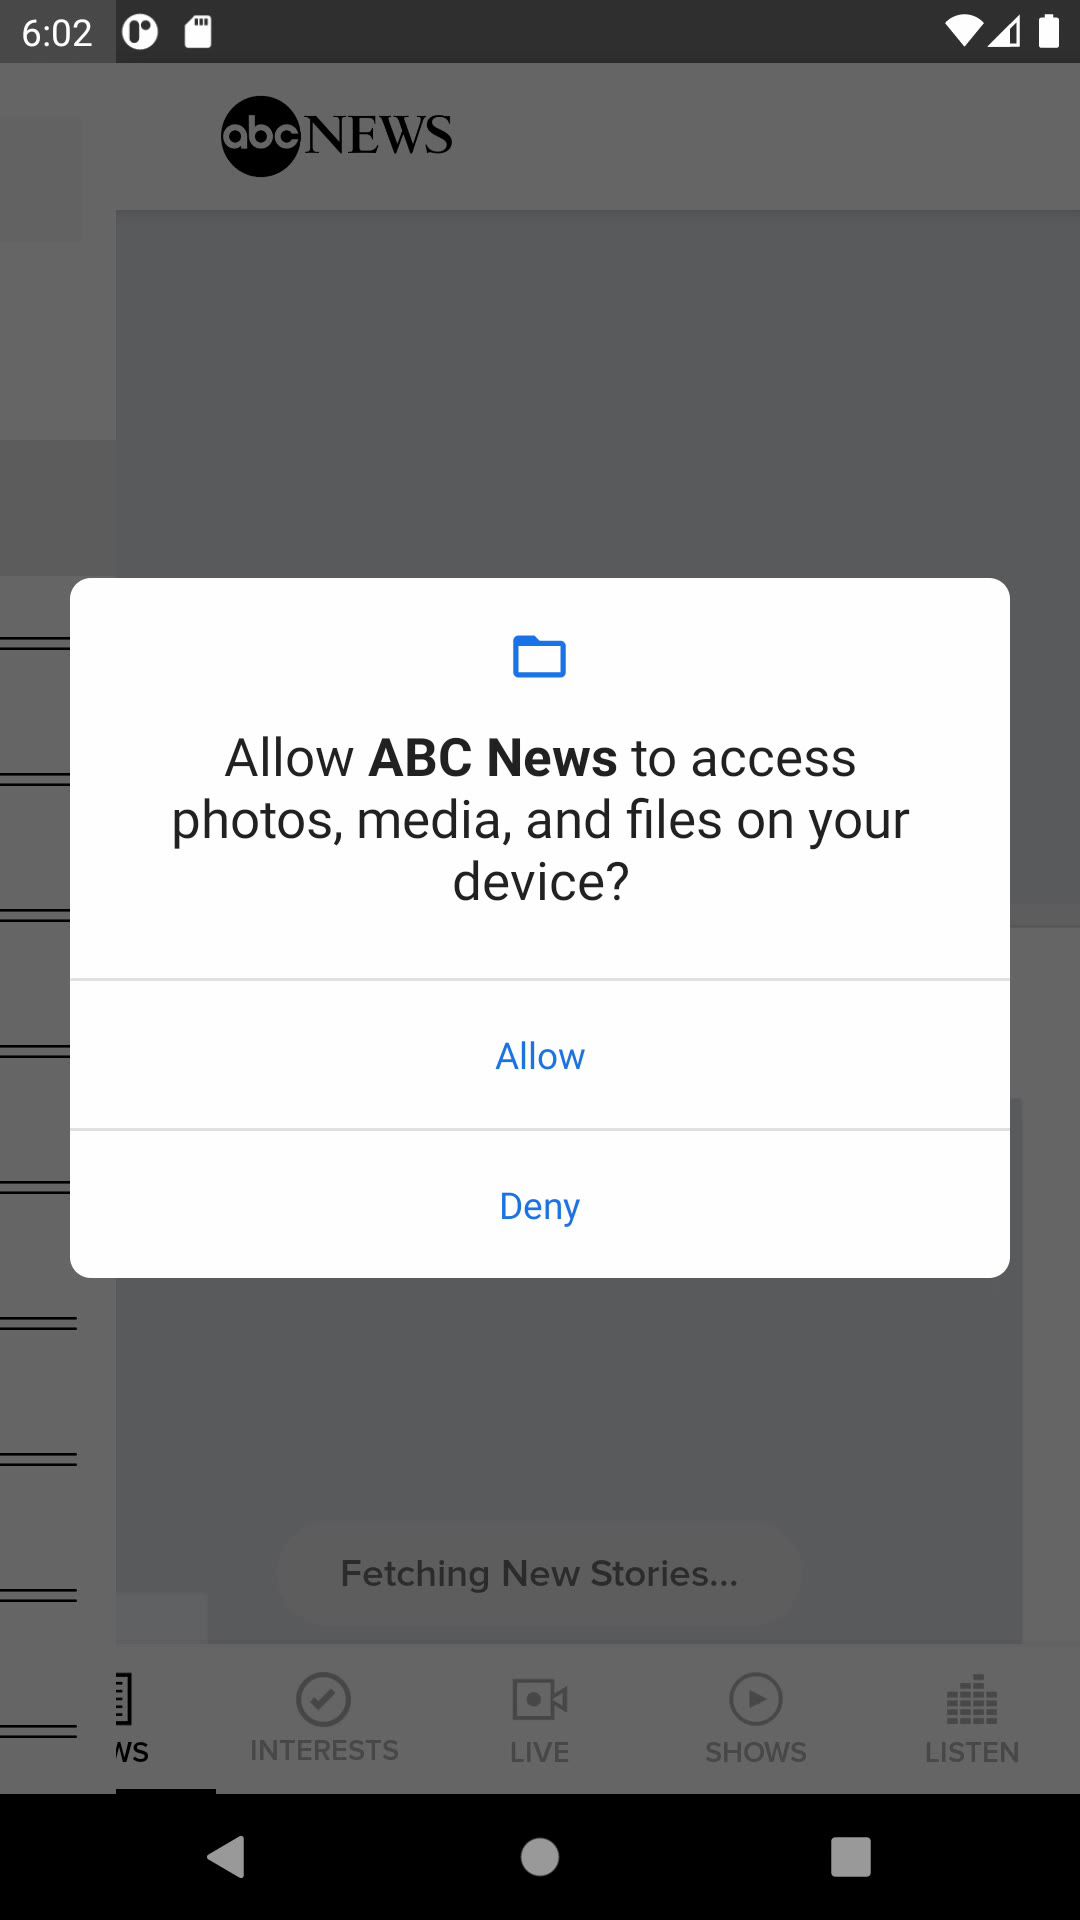 6:02
abc NEWS
Allow ABC News to access
photos, media, and files on your
device?
Allow
Deny
Fetching New Stories...
WS
INTERESTS
LIVE
SHOWS
LISTEN